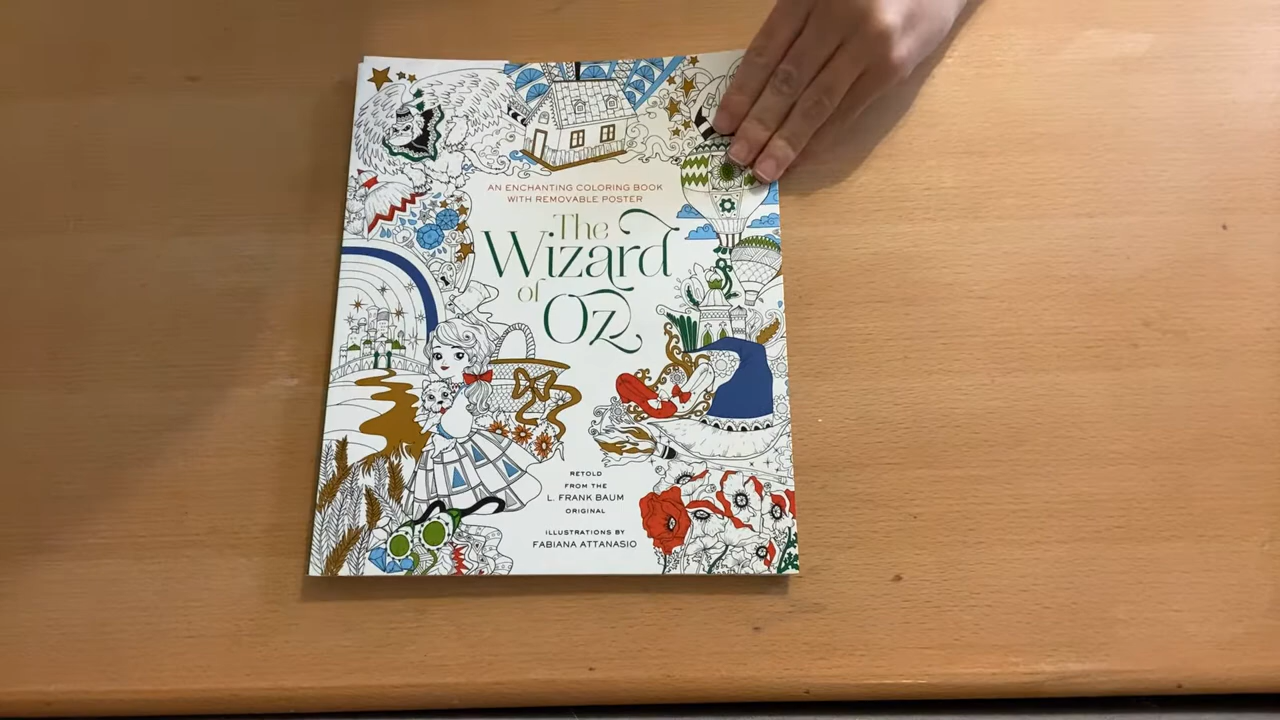 AN ENCHANTING COLORING BOOK
WITH REMOVABLE POSTER
The
Wizard
of
Oz
RETOLD
FROM THE
L. FRANK BAUM
ORIGINAL
ILLUSTRATIONS BY
FABIANA ATTANASIO